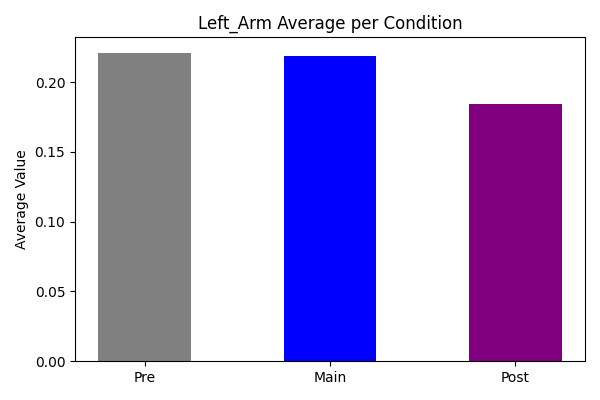 Left_Arm Average per Condition
Average Value
0.20
0.15
0.10
0.05
0.00
Pre
Main
Post